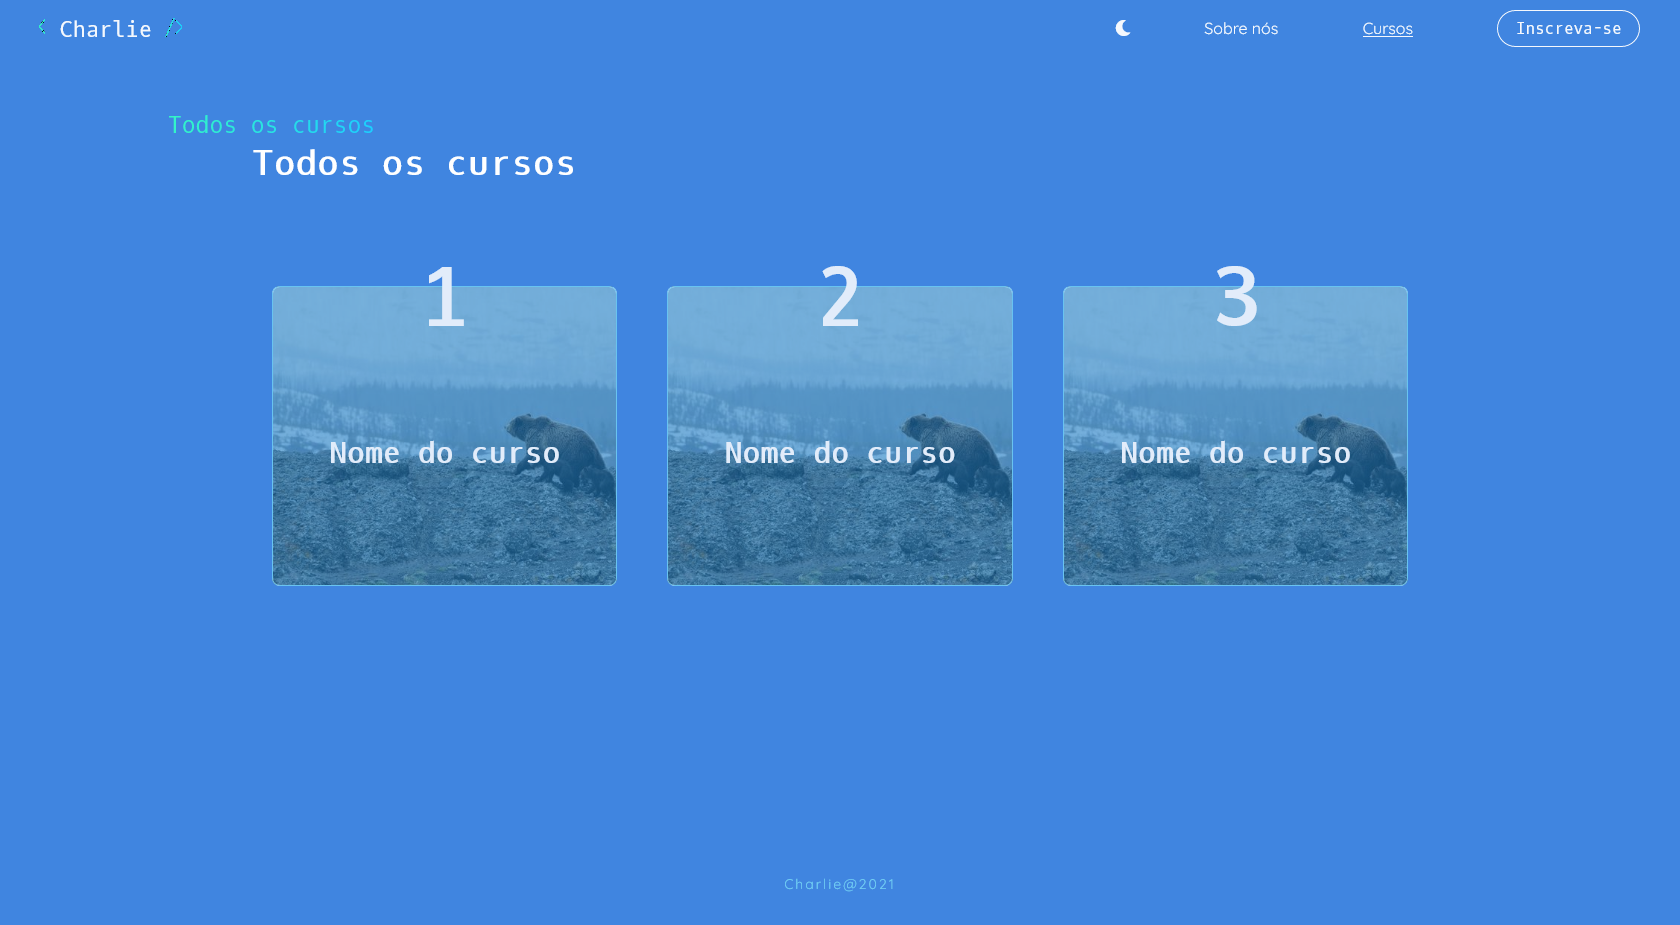 < Charlie />
Sobre nós
Cursos
Inscreva-se
Todos os cursos
Todos os cursos
1
2
3
Nome do curso
Nome do curso
Nome do curso
Charlie@2021